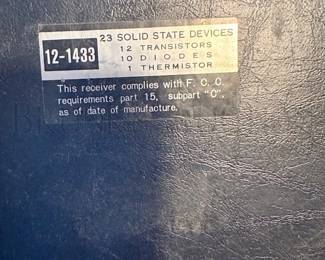 23 SOLID STATE DEVICES
12-1433
12 TRANSISTORS
10 DIODES
1 THERMISTOR
This receiver complies with F. C. C.
requirements part 15, subpart "C",
as of date of manufacture.